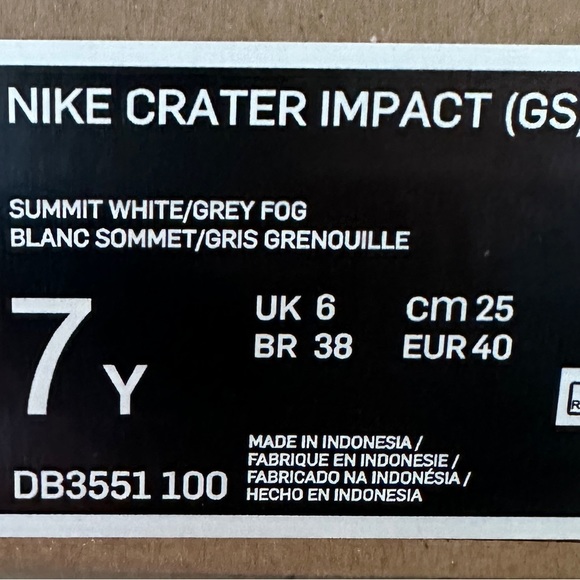 NIKE CRATER IMPACT (GS)
SUMMIT WHITE/GREY FOG
BLANC SOMMET/GRIS GRENOUILLE
7 Y
UK 6 cm 25
BR 38 EUR 40
DB3551 100
MADE IN INDONESIA /
FABRIQUE EN INDONESIE /
FABRICADO NA INDONÉSIA /
HECHO EN INDONESIA
R